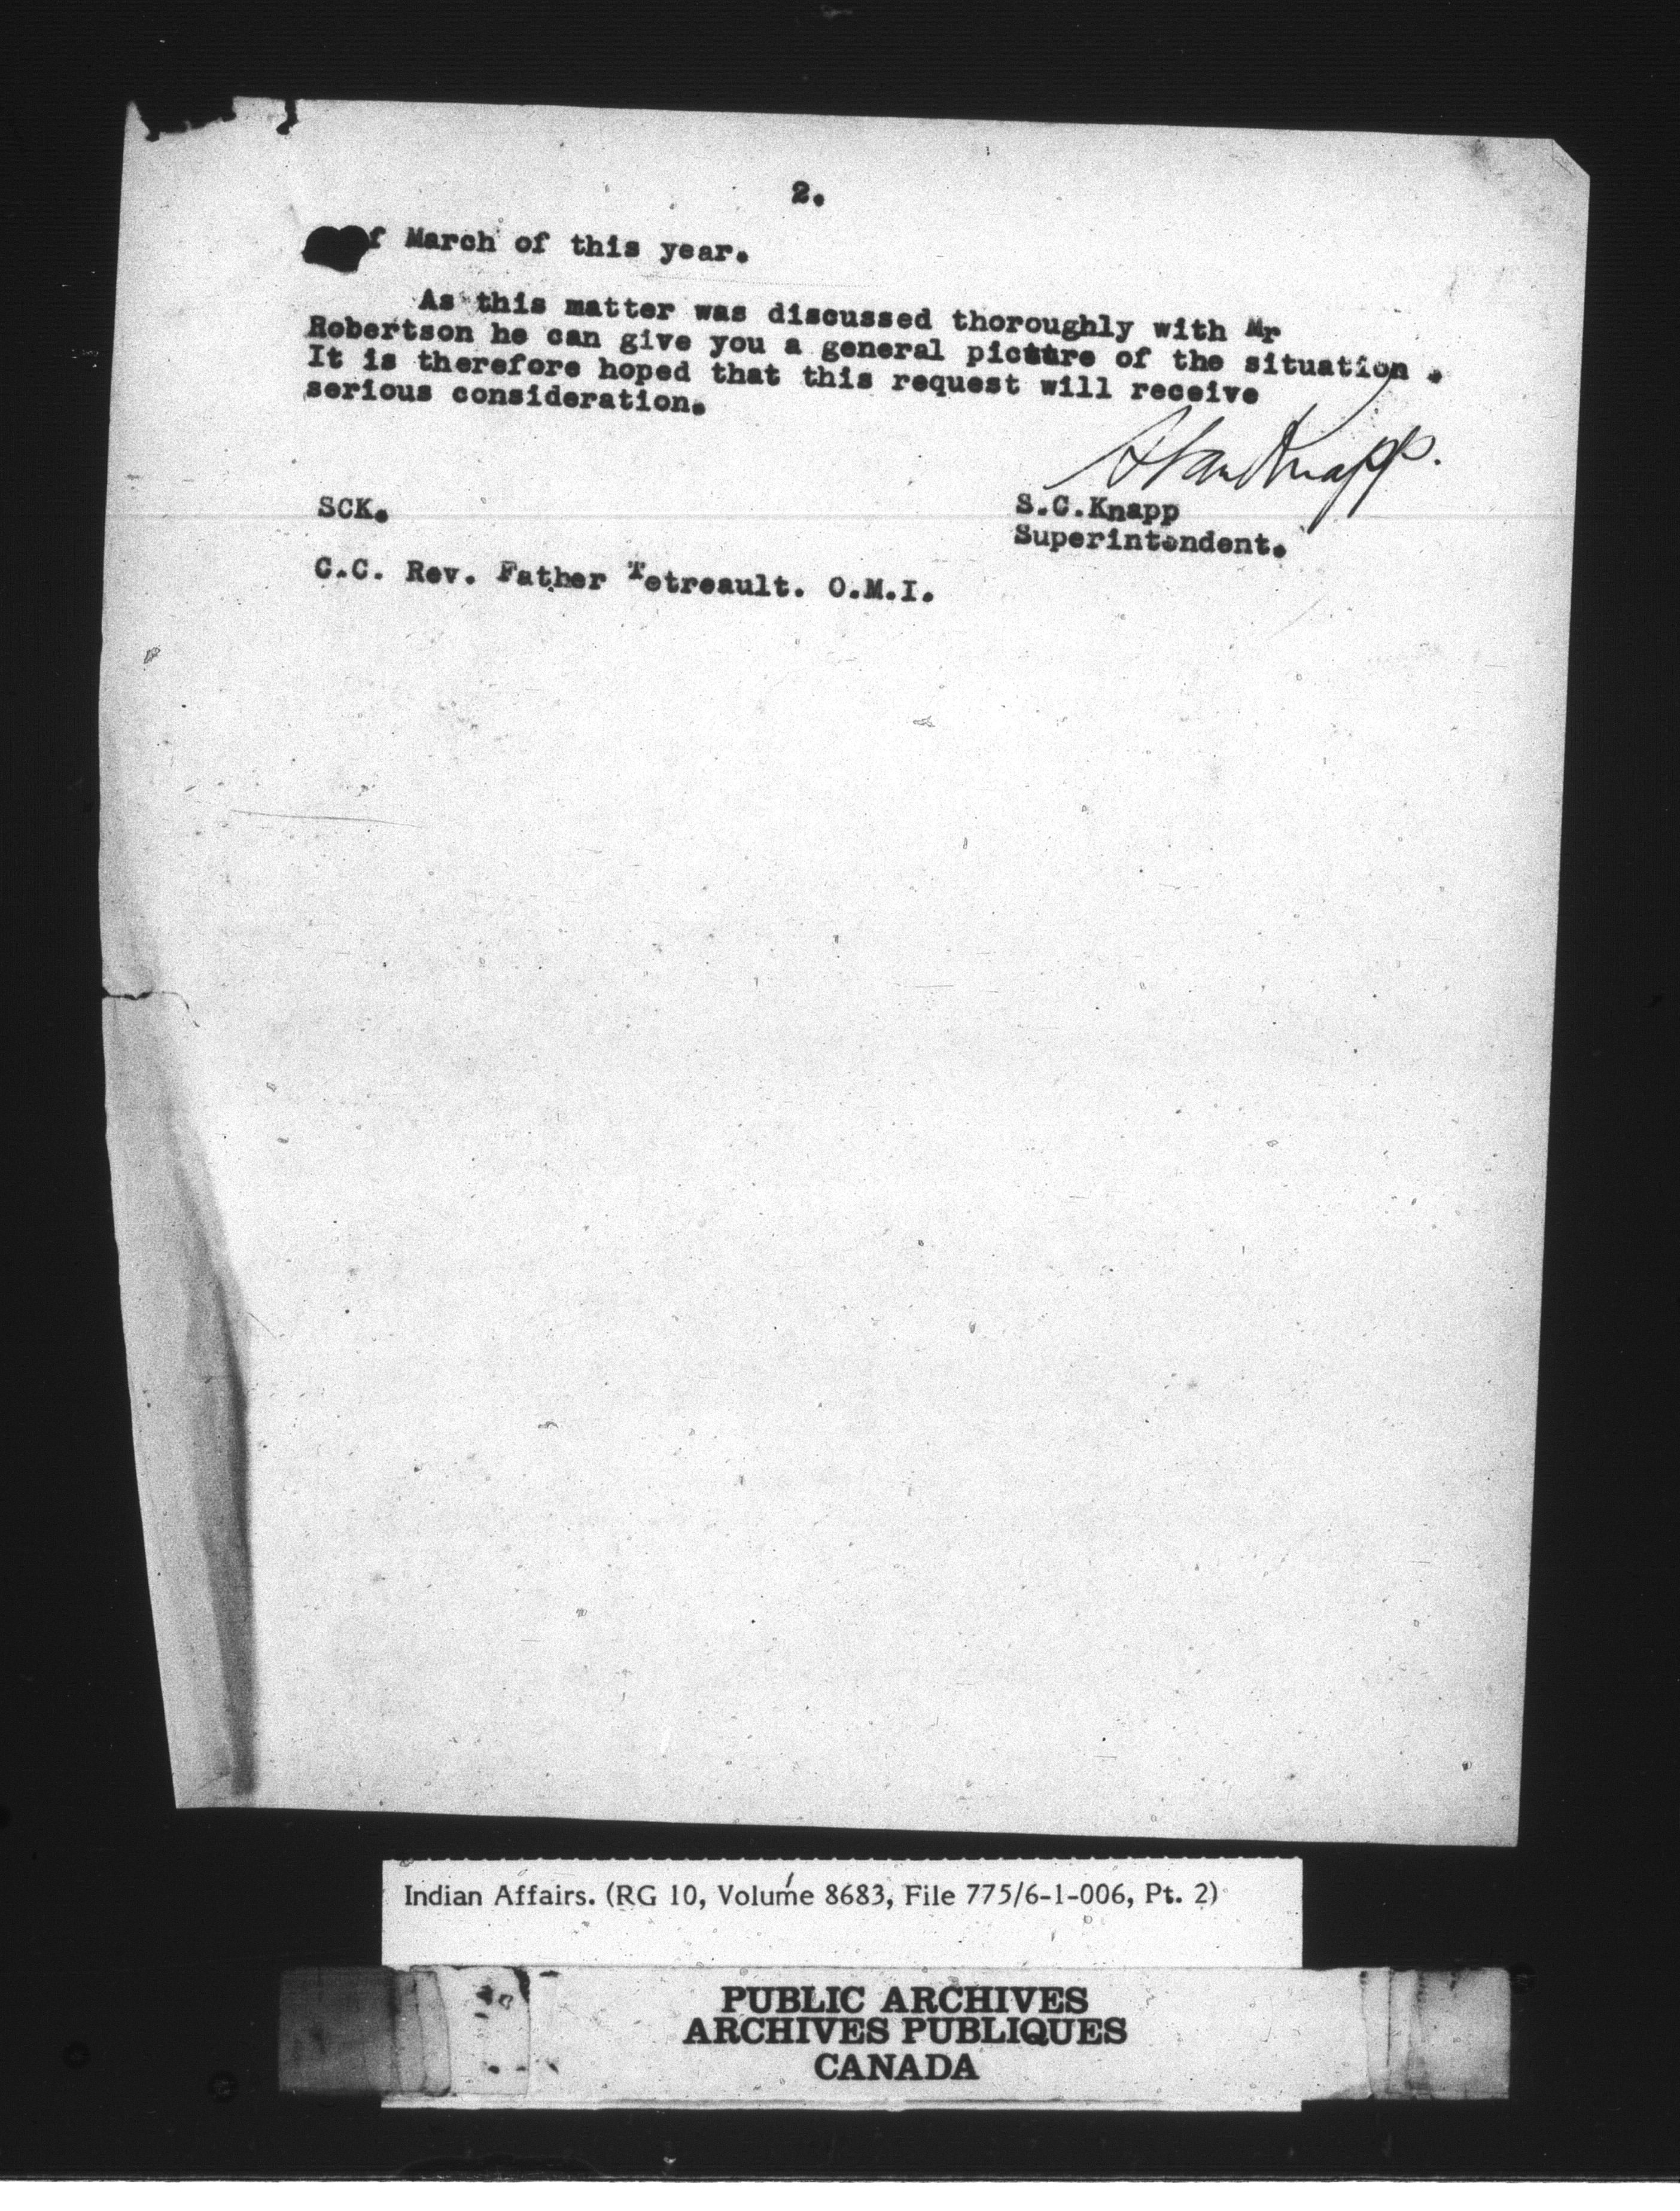 2.
f March of this year.
As this matter was discussed thoroughly with Mr
Robertson he can give you a general picture of the situation .
It is therefore hoped that this request will receive
serious consideration.
Stan Knapp.
SCK.
S.C.Knapp
Superintendent.
C.C. Rev. Father Tetreault. O.M.I.
Indian Affairs. (RG 10, Volume 8683, File 775/6-1-006, Pt. 2)
PUBLIC ARCHIVES
ARCHIVES PUBLIQUES
CANADA